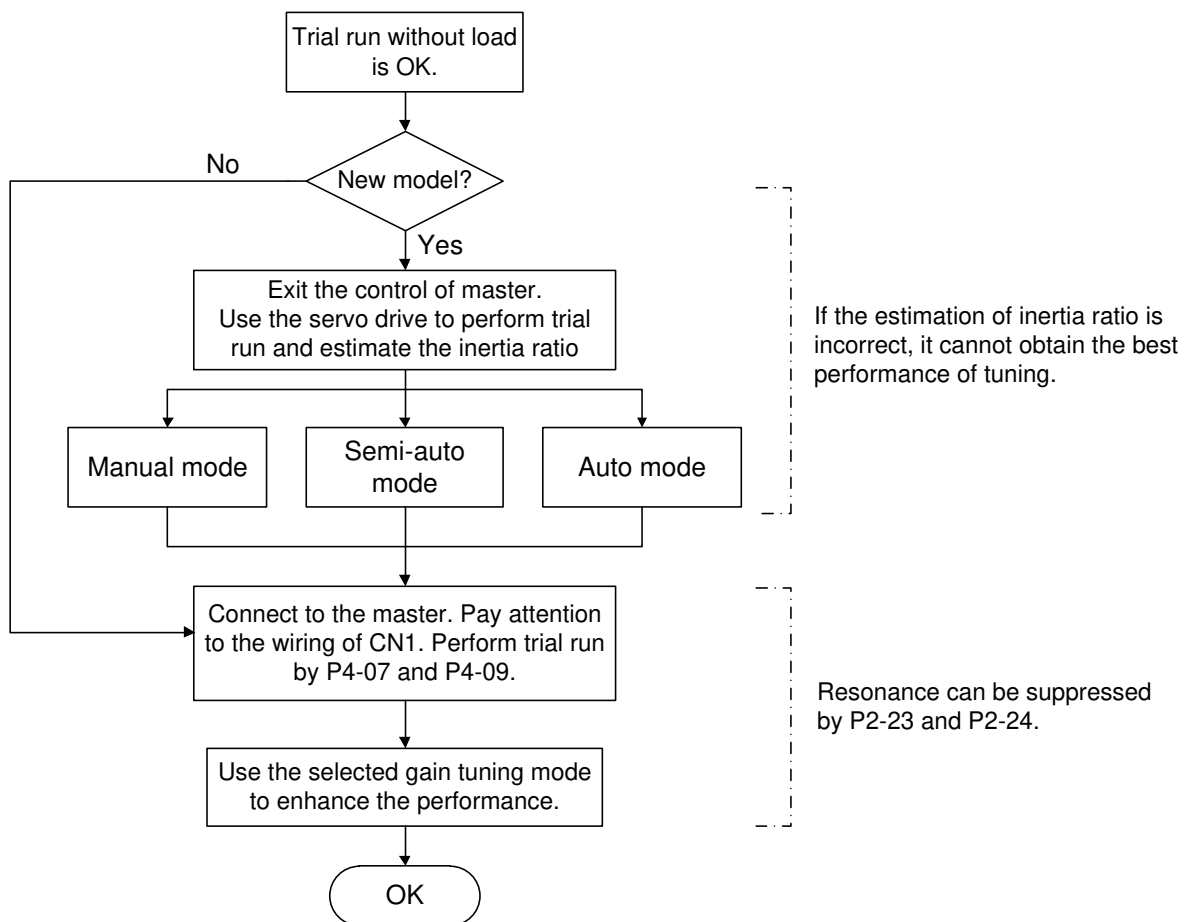 Trial run without load
is OK.
No
New model?
Yes
Exit the control of master.
Use the servo drive to perform trial
run and estimate the inertia ratio
If the estimation of inertia ratio is
incorrect, it cannot obtain the best
performance of tuning.
Manual mode
Semi-auto
mode
Auto mode
Connect to the master. Pay attention
to the wiring of CN1. Perform trial run
by P4-07 and P4-09.
Resonance can be suppressed
by P2-23 and P2-24.
Use the selected gain tuning mode
to enhance the performance.
OK